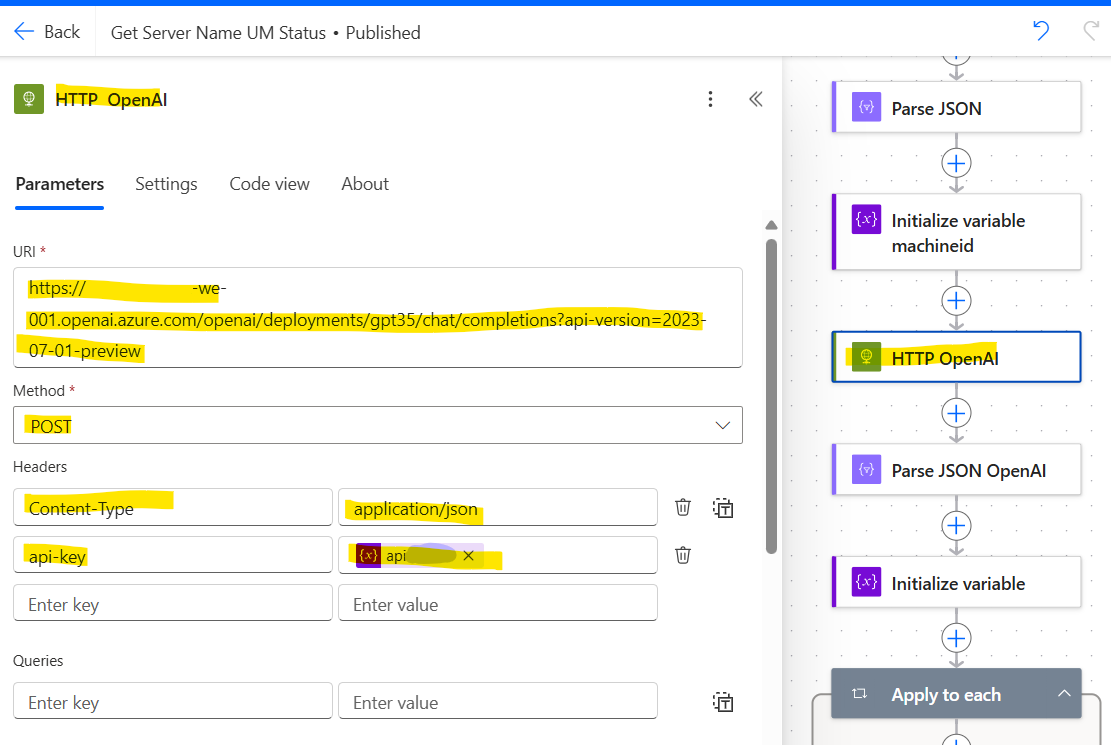 Back
Get Server Name UM Status • Published
HTTP OpenAI
Parameters
Settings
Code view
About
URI *
https:// -we-
001.openai.azure.com/openai/deployments/gpt35/chat/completions?api-version=2023-
07-01-preview
Method *
POST
Headers
Content-Type
application/json
api-key
{x} api
Enter key
Enter value
Queries
Enter key
Enter value
Parse JSON
{x} Initialize variable
machineid
HTTP OpenAI
Parse JSON OpenAI
{x} Initialize variable
Apply to each